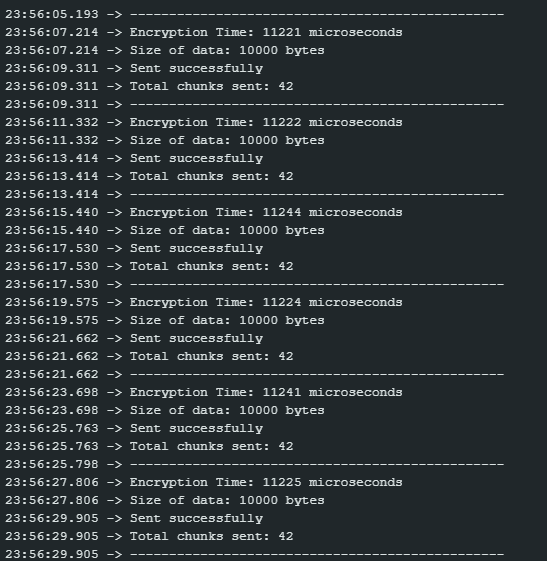 23:56:05.193 -> ------------------------------------------------
23:56:07.214 -> Encryption Time: 11221 microseconds
23:56:07.214 -> Size of data: 10000 bytes
23:56:09.311 -> Sent successfully
23:56:09.311 -> Total chunks sent: 42
23:56:09.311 -> ------------------------------------------------
23:56:11.332 -> Encryption Time: 11222 microseconds
23:56:11.332 -> Size of data: 10000 bytes
23:56:13.414 -> Sent successfully
23:56:13.414 -> Total chunks sent: 42
23:56:13.414 -> ------------------------------------------------
23:56:15.440 -> Encryption Time: 11244 microseconds
23:56:15.440 -> Size of data: 10000 bytes
23:56:17.530 -> Sent successfully
23:56:17.530 -> Total chunks sent: 42
23:56:17.530 -> ------------------------------------------------
23:56:19.575 -> Encryption Time: 11224 microseconds
23:56:19.575 -> Size of data: 10000 bytes
23:56:21.662 -> Sent successfully
23:56:21.662 -> Total chunks sent: 42
23:56:21.662 -> ------------------------------------------------
23:56:23.698 -> Encryption Time: 11241 microseconds
23:56:23.698 -> Size of data: 10000 bytes
23:56:25.763 -> Sent successfully
23:56:25.763 -> Total chunks sent: 42
23:56:25.798 -> ------------------------------------------------
23:56:27.806 -> Encryption Time: 11225 microseconds
23:56:27.806 -> Size of data: 10000 bytes
23:56:29.905 -> Sent successfully
23:56:29.905 -> Total chunks sent: 42
23:56:29.905 -> ------------------------------------------------